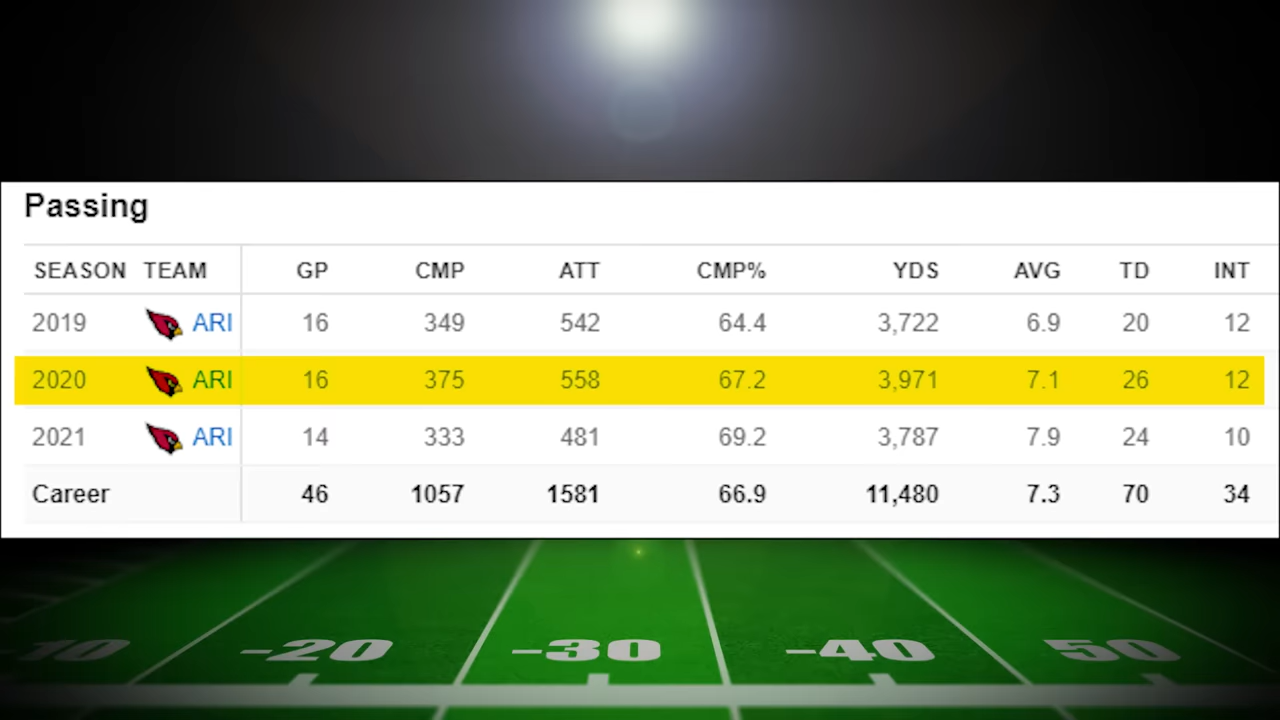 Passing
SEASON TEAM GP CMP ATT CMP% YDS AVG TD INT
2019 ARI 16 349 542 64.4 3,722 6.9 20 12
2020 ARI 16 375 558 67.2 3,971 7.1 26 12
2021 ARI 14 333 481 69.2 3,787 7.9 24 10
Career 46 1057 1581 66.9 11,480 7.3 70 34
-10 -20 -30 -40 50